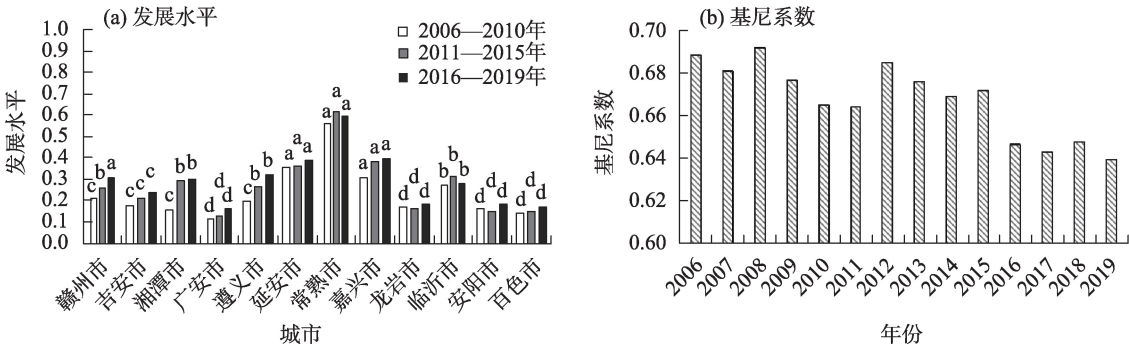 (a) 发展水平
2006—2010年
2011—2015年
2016—2019年
发展水平
1.0
0.9
0.8
0.7
0.6
0.5
0.4
0.3
0.2
0.1
0.0
c b a
c c c
c b b
c d d
c b b
a a a
a a a
a a a
d d d
b b b
d d d
d d d
赣州市
吉安市
湘潭市
广安市
遵义市
延安市
常熟市
嘉兴市
龙岩市
临沂市
安阳市
百色市
城市
(b) 基尼系数
基尼系数
0.70
0.68
0.66
0.64
0.62
0.60
2006
2007
2008
2009
2010
2011
2012
2013
2014
2015
2016
2017
2018
2019
年份